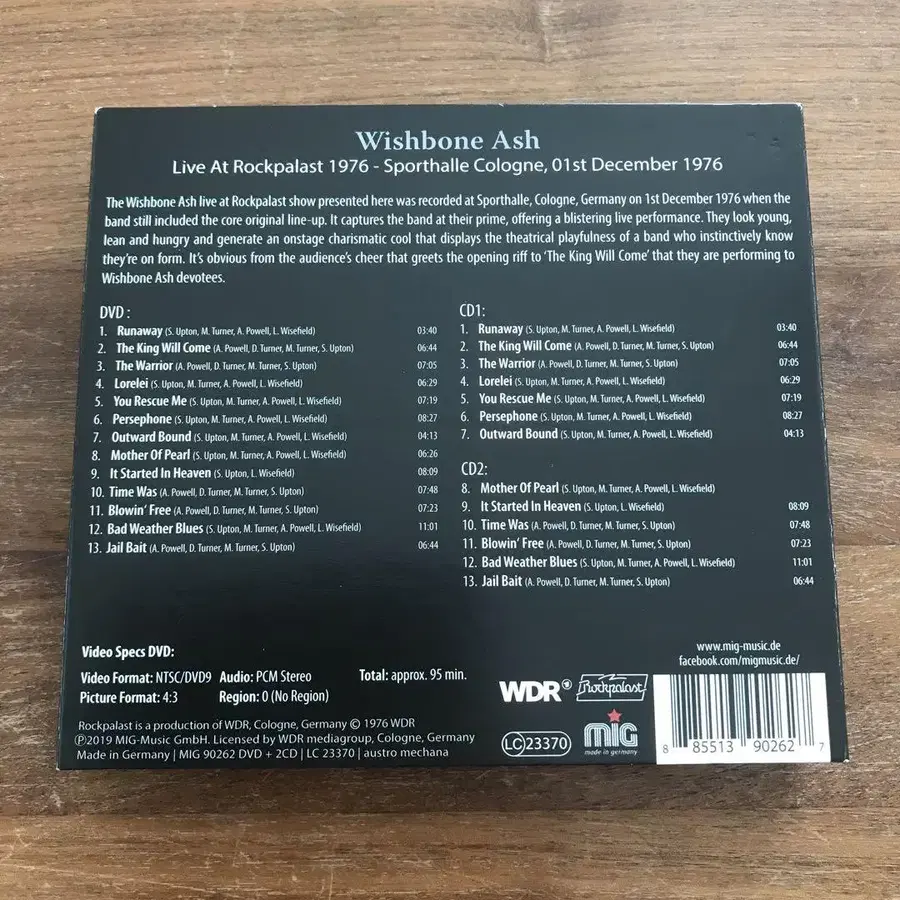 Wishbone Ash
Live At Rockpalast 1976 - Sporthalle Cologne, 01st December 1976
The Wishbone Ash live at Rockpalast show presented here was recorded at Sporthalle, Cologne, Germany on 1st December 1976 when the
band still included the core original line-up. It captures the band at their prime, offering a blistering live performance. They look young,
lean and hungry and generate an onstage charismatic cool that displays the theatrical playfulness of a band who instinctively know
they're on form. It's obvious from the audience's cheer that greets the opening riff to 'The King Will Come' that they are performing to
Wishbone Ash devotees.
DVD :
1. Runaway (S. Upton, M. Turner, A. Powell, L. Wisefield) 03:40
2. The King Will Come (A. Powell, D. Turner, M. Turner, S. Upton) 06:44
3. The Warrior (A. Powell, D. Turner, M. Turner, S. Upton) 07:05
4. Lorelei (S. Upton, M. Turner, A. Powell, L. Wisefield) 06:29
5. You Rescue Me (S. Upton, M. Turner, A. Powell, L. Wisefield) 07:19
6. Persephone (S. Upton, M. Turner, A. Powell, L. Wisefield) 08:27
7. Outward Bound (S. Upton, M. Turner, A. Powell, L. Wisefield) 04:13
8. Mother Of Pearl (S. Upton, M. Turner, A. Powell, L. Wisefield) 06:26
9. It Started In Heaven (S. Upton, L. Wisefield) 08:09
10. Time Was (A. Powell, D. Turner, M. Turner, S. Upton) 07:48
11. Blowin' Free (A. Powell, D. Turner, M. Turner, S. Upton) 07:23
12. Bad Weather Blues (S. Upton, M. Turner, A. Powell, L. Wisefield) 11:01
13. Jail Bait (A. Powell, D. Turner, M. Turner, S. Upton) 06:44
CD1:
1. Runaway (S. Upton, M. Turner, A. Powell, L. Wisefield) 03:40
2. The King Will Come (A. Powell, D. Turner, M. Turner, S. Upton) 06:44
3. The Warrior (A. Powell, D. Turner, M. Turner, S. Upton) 07:05
4. Lorelei (S. Upton, M. Turner, A. Powell, L. Wisefield) 06:29
5. You Rescue Me (S. Upton, M. Turner, A. Powell, L. Wisefield) 07:19
6. Persephone (S. Upton, M. Turner, A. Powell, L. Wisefield) 08:27
7. Outward Bound (S. Upton, M. Turner, A. Powell, L. Wisefield) 04:13
CD2:
8. Mother Of Pearl (S. Upton, M. Turner, A. Powell, L. Wisefield)
9. It Started In Heaven (S. Upton, L. Wisefield) 08:09
10. Time Was (A. Powell, D. Turner, M. Turner, S. Upton) 07:48
11. Blowin' Free (A. Powell, D. Turner, M. Turner, S. Upton) 07:23
12. Bad Weather Blues (S. Upton, M. Turner, A. Powell, L. Wisefield) 11:01
13. Jail Bait (A. Powell, D. Turner, M. Turner, S. Upton) 06:44
Video Specs DVD:
Video Format: NTSC/DVD9 Audio: PCM Stereo Total: approx. 95 min.
Picture Format: 4:3 Region: 0 (No Region)
Rockpalast is a production of WDR, Cologne, Germany © 1976 WDR
℗2019 MIG-Music GmbH. Licensed by WDR mediagroup, Cologne, Germany
Made in Germany | MIG 90262 DVD + 2CD | LC 23370 | austro mechana
www.mig-music.de
facebook.com/migmusic.de/
WDR Rockpalast
LC 23370
MIG
made in germany
8 85513 90262 7